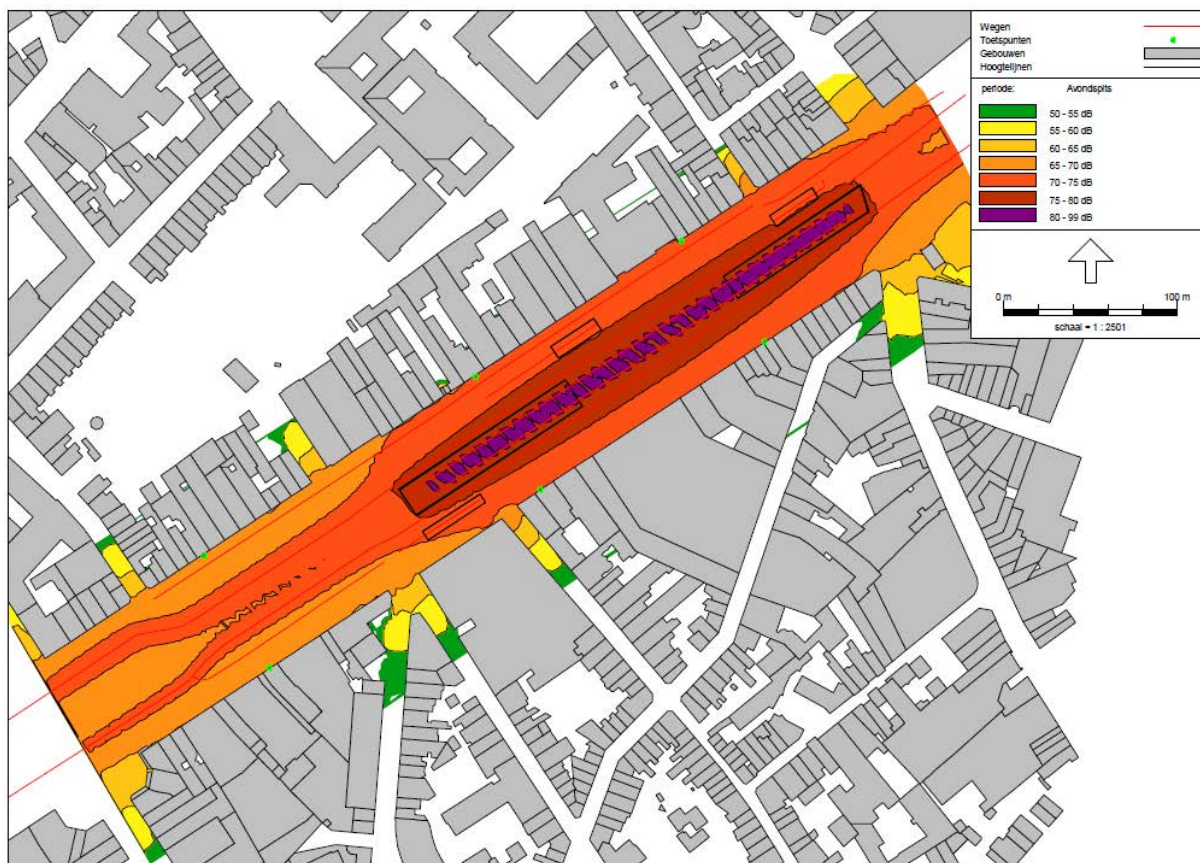 Wegen
Toetspunten
Gebouwen
Hoogtelijnen
periode: Avondspits
50 - 55 dB
55 - 60 dB
60 - 65 dB
65 - 70 dB
70 - 75 dB
75 - 80 dB
80 - 99 dB
0 m 100 m
schaal = 1 : 2501